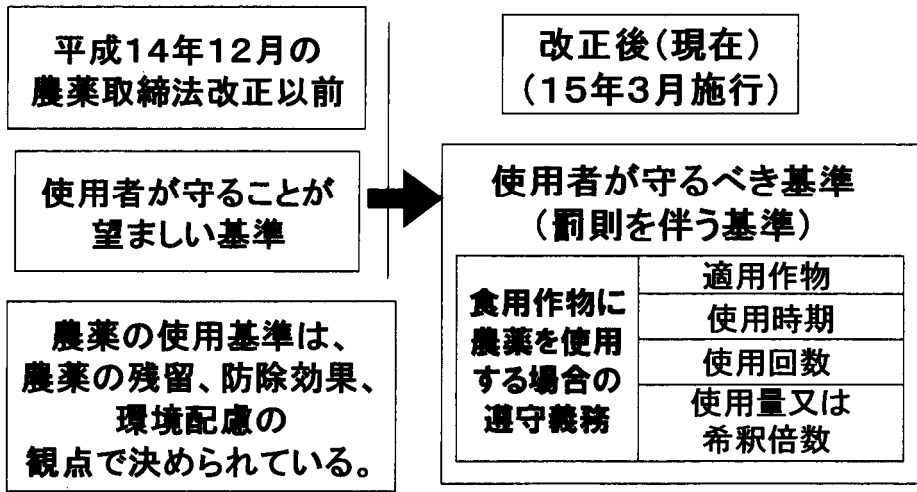 平成14年12月の
農薬取締法改正以前
改正後(現在)
(15年3月施行)
使用者が守ることが
望ましい基準
使用者が守るべき基準
(罰則を伴う基準)
農薬の使用基準は、
農薬の残留、防除効果、
環境配慮の
観点で決められている。
食用作物に
農薬を使用
する場合の
遵守義務
適用作物
使用時期
使用回数
使用量又は
希釈倍数